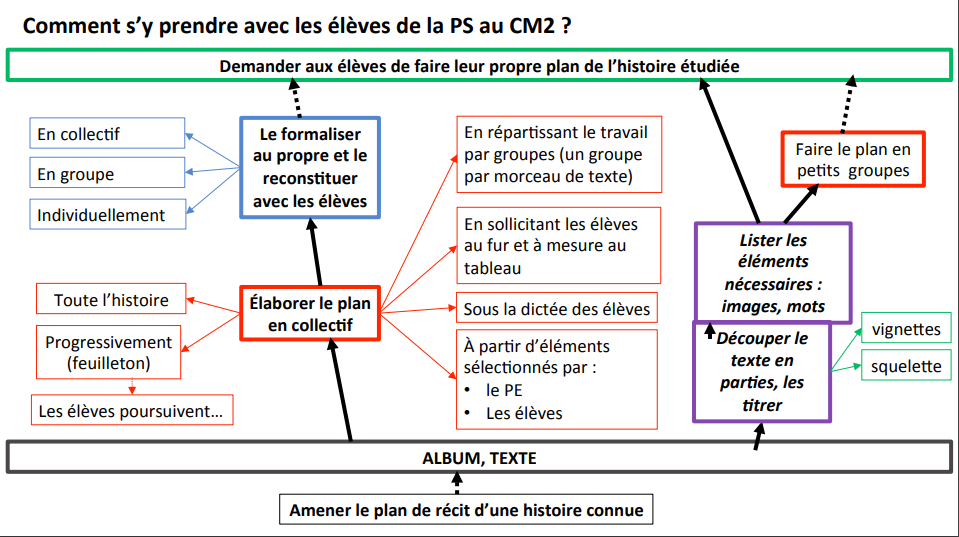 Comment s’y prendre avec les élèves de la PS au CM2 ?
Demander aux élèves de faire leur propre plan de l’histoire étudiée
En collectif
En groupe
Individuellement
Le formaliser
au propre et le
reconstituer
avec les élèves
En répartissant le travail
par groupes (un groupe
par morceau de texte)
En sollicitant les élèves
au fur et à mesure au
tableau
Sous la dictée des élèves
À partir d’éléments
sélectionnés par :
• le PE
• Les élèves
Faire le plan en
petits groupes
Toute l’histoire
Progressivement
(feuilleton)
Les élèves poursuivent…
Élaborer le plan
en collectif
Lister les
éléments
nécessaires :
images, mots
Découper le
texte en
parties, les
titrer
vignettes
squelette
ALBUM, TEXTE
Amener le plan de récit d’une histoire connue